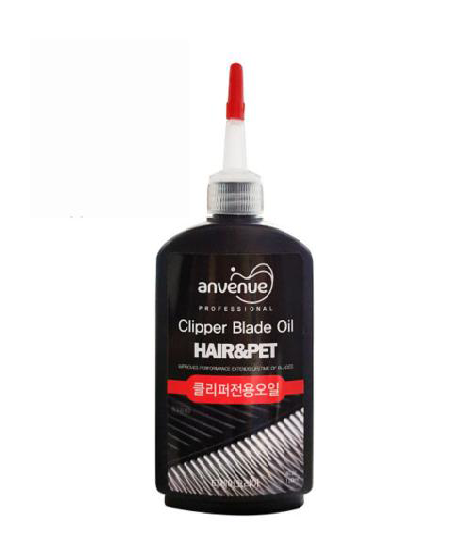 anvenue
PROFESSIONAL
Clipper Blade Oil
HAIR&PET
IMPROVES PERFORMANCE EXTENDS LIFETIME OF BLADES
클리퍼전용오일